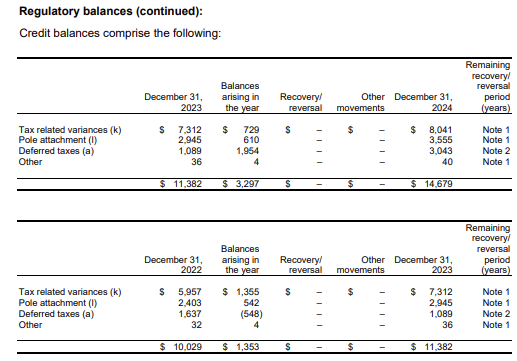 Regulatory balances (continued):
Credit balances comprise the following:
Remaining
recovery/
Balances reversal
December 31, arising in Recovery/ Other December 31, period
2023 the year reversal movements 2024 (years)
Tax related variances (k) $ 7,312 $ 729 $ – $ – $ 8,041 Note 1
Pole attachment (l) 2,945 610 – – 3,555 Note 1
Deferred taxes (a) 1,089 1,954 – – 3,043 Note 2
Other 36 4 – – 40 Note 1
$ 11,382 $ 3,297 $ – $ – $ 14,679
Remaining
recovery/
Balances reversal
December 31, arising in Recovery/ Other December 31, period
2022 the year reversal movements 2023 (years)
Tax related variances (k) $ 5,957 $ 1,355 $ – $ – $ 7,312 Note 1
Pole attachment (l) 2,403 542 – – 2,945 Note 1
Deferred taxes (a) 1,637 (548) – – 1,089 Note 2
Other 32 4 – – 36 Note 1
$ 10,029 $ 1,353 $ – $ – $ 11,382